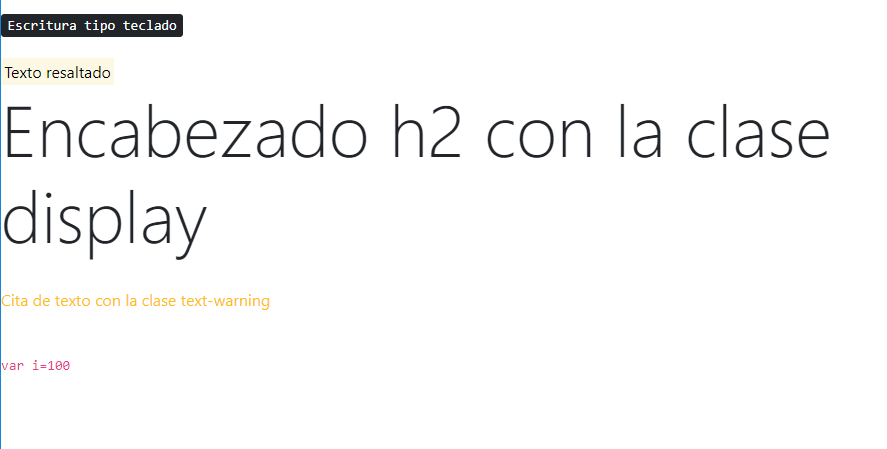 Escritura tipo teclado
Texto resaltado
Encabezado h2 con la clase
display
Cita de texto con la clase text-warning
var i=100